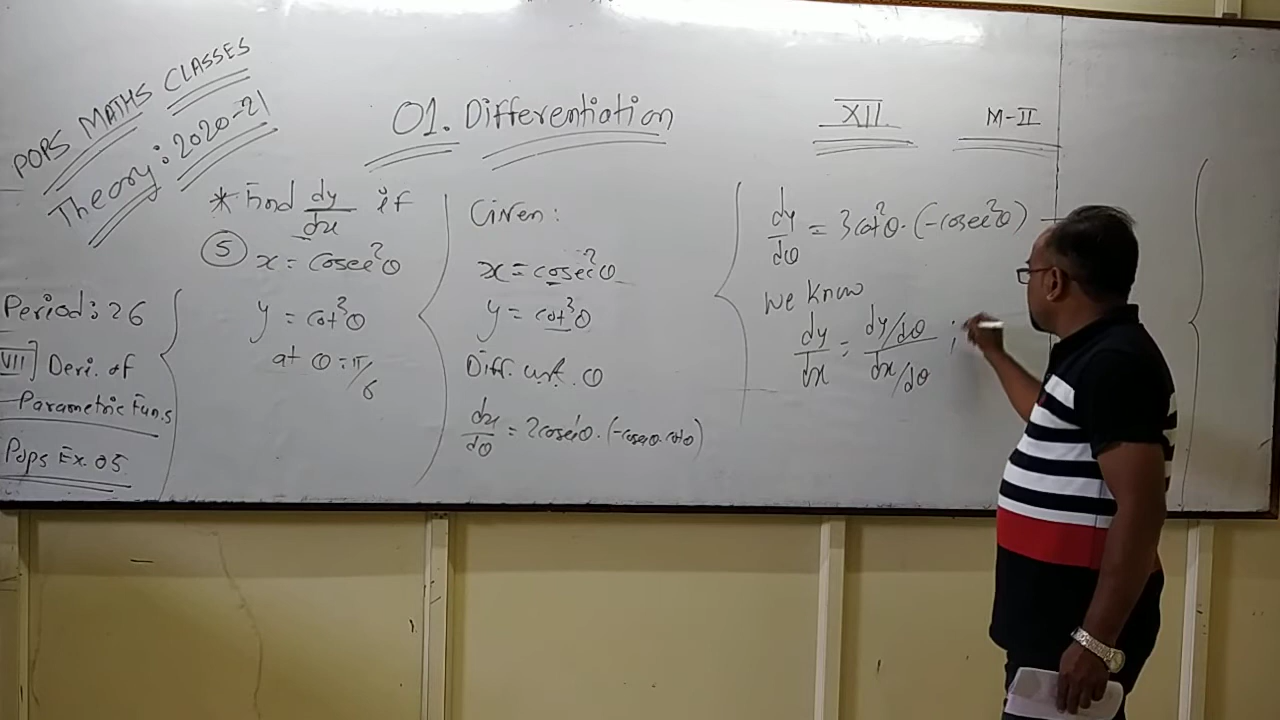 POPS MATHS CLASSES
Theory: 2020-21
01. Differentiation
XII
M-II
Period: 26
VII] Deri. of
Parametric Fun.s
Pops Ex. 05
* Find dy/dx if
⑤ x = cosec²θ
y = cot³θ
at θ = π/6
Given:
x = cosec²θ
y = cot³θ
Diff. w.r.t. θ
dx/dθ = 2cosec¹θ·(-cosecθ.cotθ)
dy/dθ = 3cot²θ·(-cosec²θ)
We know
dy/dx = (dy/dθ)/(dx/dθ) ;